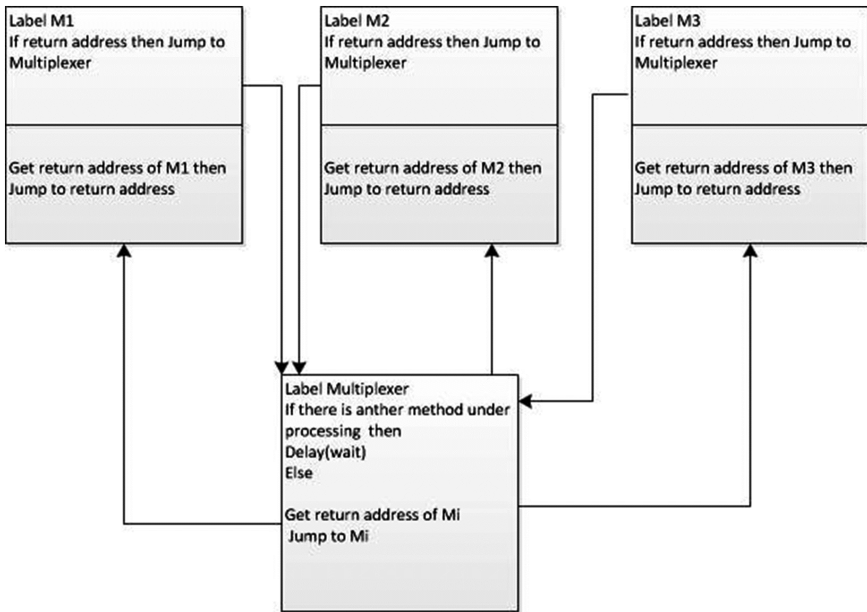 Label M1
If return address then Jump to
Multiplexer
Get return address of M1 then
Jump to return address
Label M2
If return address then Jump to
Multiplexer
Get return address of M2 then
Jump to return address
Label M3
If return address then Jump to
Multiplexer
Get return address of M3 then
Jump to return address
Label Multiplexer
If there is anther method under
processing then
Delay(wait)
Else
Get return address of Mi
Jump to Mi